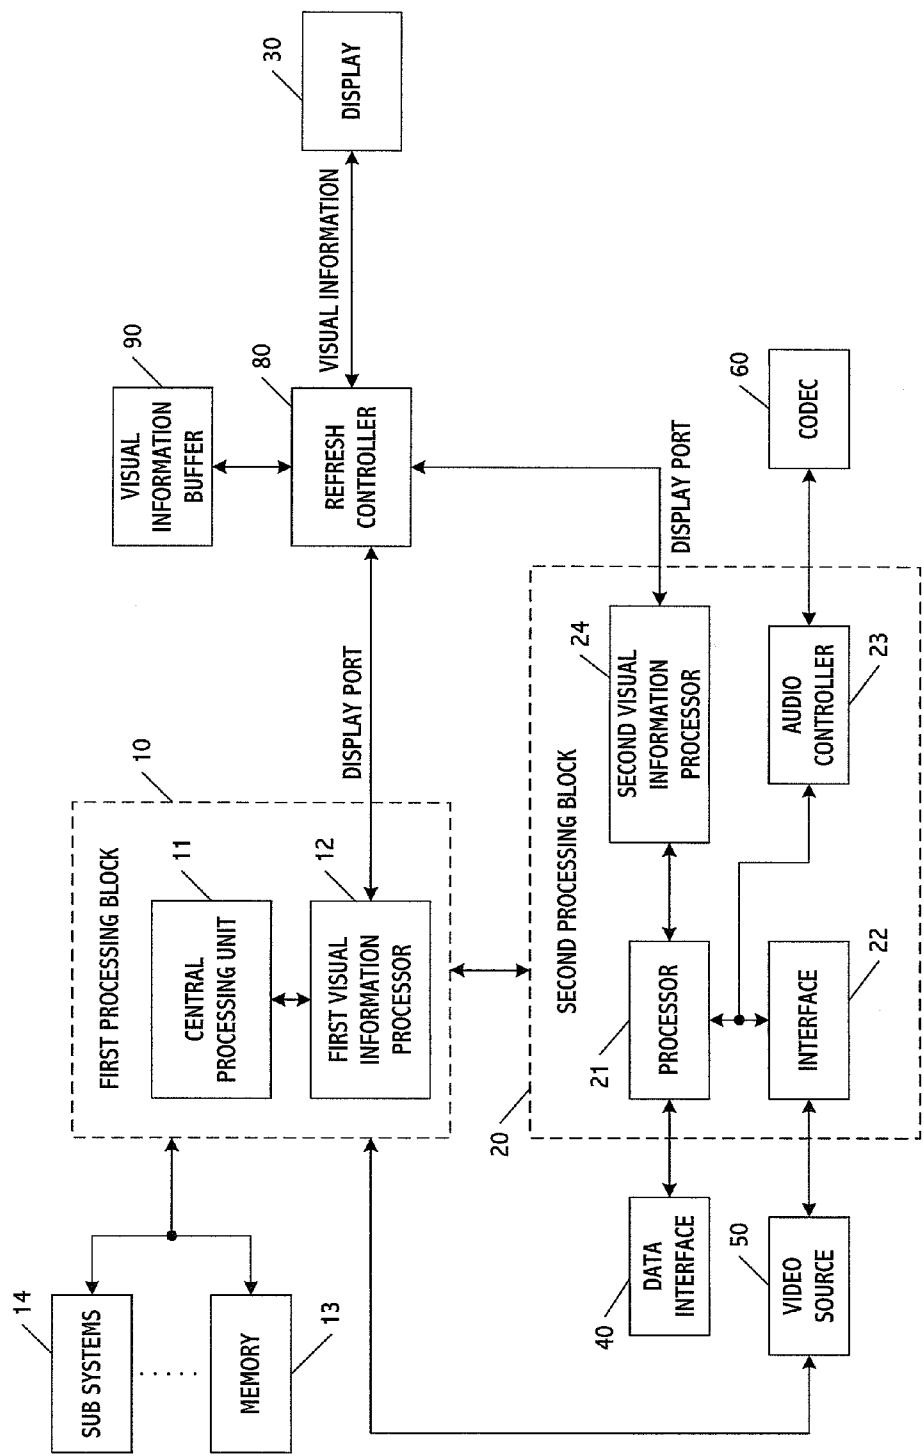 14
SUB SYSTEMS
MEMORY
13
FIRST PROCESSING BLOCK
10
11
CENTRAL
PROCESSING UNIT
12
FIRST VISUAL
INFORMATION
PROCESSOR
DISPLAY PORT
90
VISUAL
INFORMATION
BUFFER
80
REFRESH
CONTROLLER
VISUAL INFORMATION
30
DISPLAY
40
DATA
INTERFACE
50
VIDEO
SOURCE
20
SECOND PROCESSING BLOCK
21
PROCESSOR
INTERFACE
22
24
SECOND VISUAL
INFORMATION
PROCESSOR
AUDIO
CONTROLLER
23
DISPLAY PORT
60
CODEC